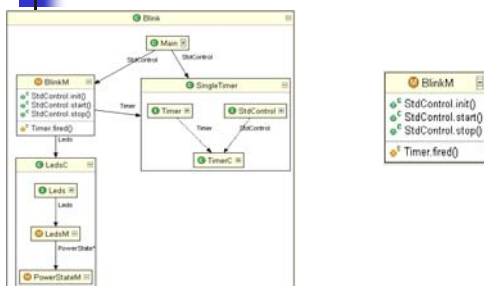 Blink
Main
StdControl
StdControl
BlinkM
StdControl.init()
StdControl.start()
StdControl.stop()
Timer.fired()
Timer
SingleTimer
Timer
StdControl
Timer
StdControl
TimerC
Leds
LedsC
Leds
Leds
LedsM
PowerState*
PowerStateM
BlinkM
StdControl.init()
StdControl.start()
StdControl.stop()
Timer.fired()